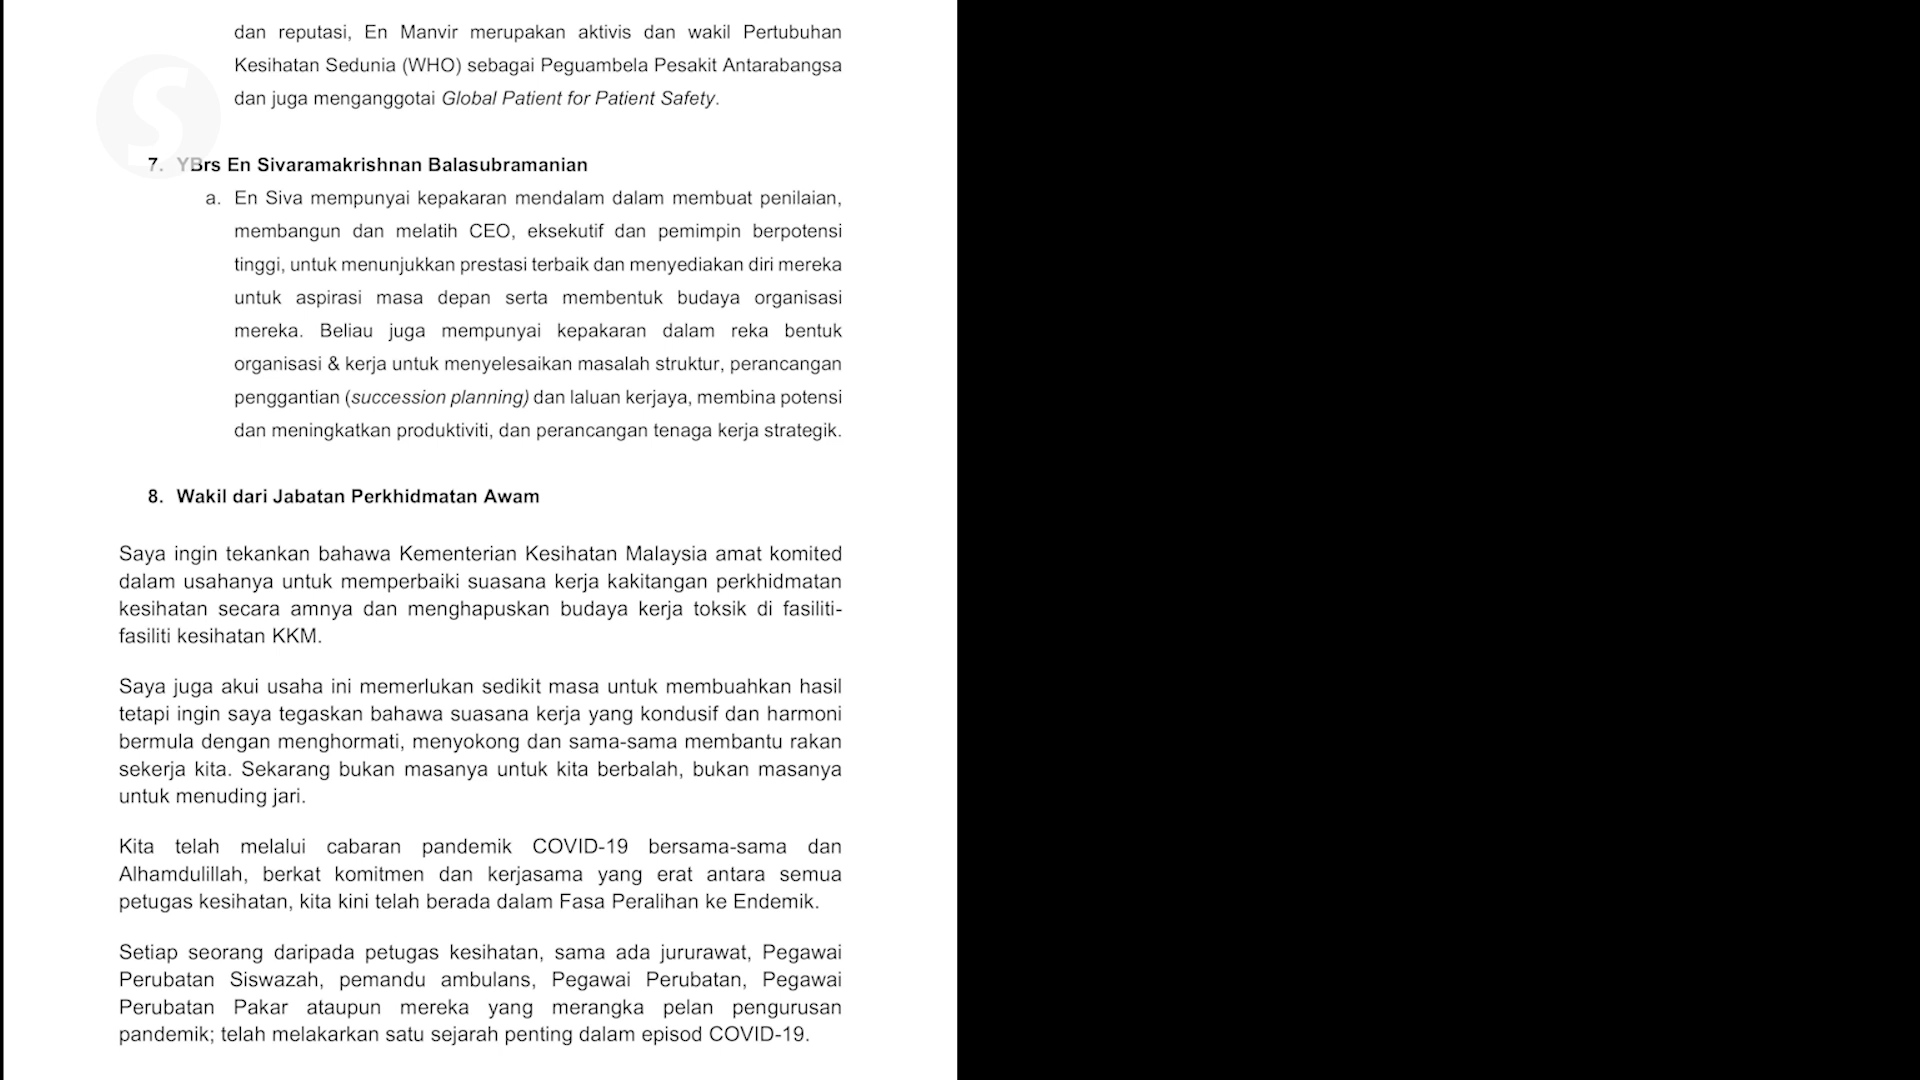 dan reputasi, En Manvir merupakan aktivis dan wakil Pertubuhan
Kesihatan Sedunia (WHO) sebagai Peguambela Pesakit Antarabangsa
dan juga menganggotai Global Patient for Patient Safety.
7. YBrs En Sivaramakrishnan Balasubramanian
a. En Siva mempunyai kepakaran mendalam dalam membuat penilaian,
membangun dan melatih CEO, eksekutif dan pemimpin berpotensi
tinggi, untuk menunjukkan prestasi terbaik dan menyediakan diri mereka
untuk aspirasi masa depan serta membentuk budaya organisasi
mereka. Beliau juga mempunyai kepakaran dalam reka bentuk
organisasi & kerja untuk menyelesaikan masalah struktur, perancangan
penggantian (succession planning) dan laluan kerjaya, membina potensi
dan meningkatkan produktiviti, dan perancangan tenaga kerja strategik.
8. Wakil dari Jabatan Perkhidmatan Awam
Saya ingin tekankan bahawa Kementerian Kesihatan Malaysia amat komited
dalam usahanya untuk memperbaiki suasana kerja kakitangan perkhidmatan
kesihatan secara amnya dan menghapuskan budaya kerja toksik di fasiliti-
fasiliti kesihatan KKM.
Saya juga akui usaha ini memerlukan sedikit masa untuk membuahkan hasil
tetapi ingin saya tegaskan bahawa suasana kerja yang kondusif dan harmoni
bermula dengan menghormati, menyokong dan sama-sama membantu rakan
sekerja kita. Sekarang bukan masanya untuk kita berbalah, bukan masanya
untuk menuding jari.
Kita telah melalui cabaran pandemik COVID-19 bersama-sama dan
Alhamdulillah, berkat komitmen dan kerjasama yang erat antara semua
petugas kesihatan, kita kini telah berada dalam Fasa Peralihan ke Endemik.
Setiap seorang daripada petugas kesihatan, sama ada jururawat, Pegawai
Perubatan Siswazah, pemandu ambulans, Pegawai Perubatan, Pegawai
Perubatan Pakar ataupun mereka yang merangka pelan pengurusan
pandemik; telah melakarkan satu sejarah penting dalam episod COVID-19.